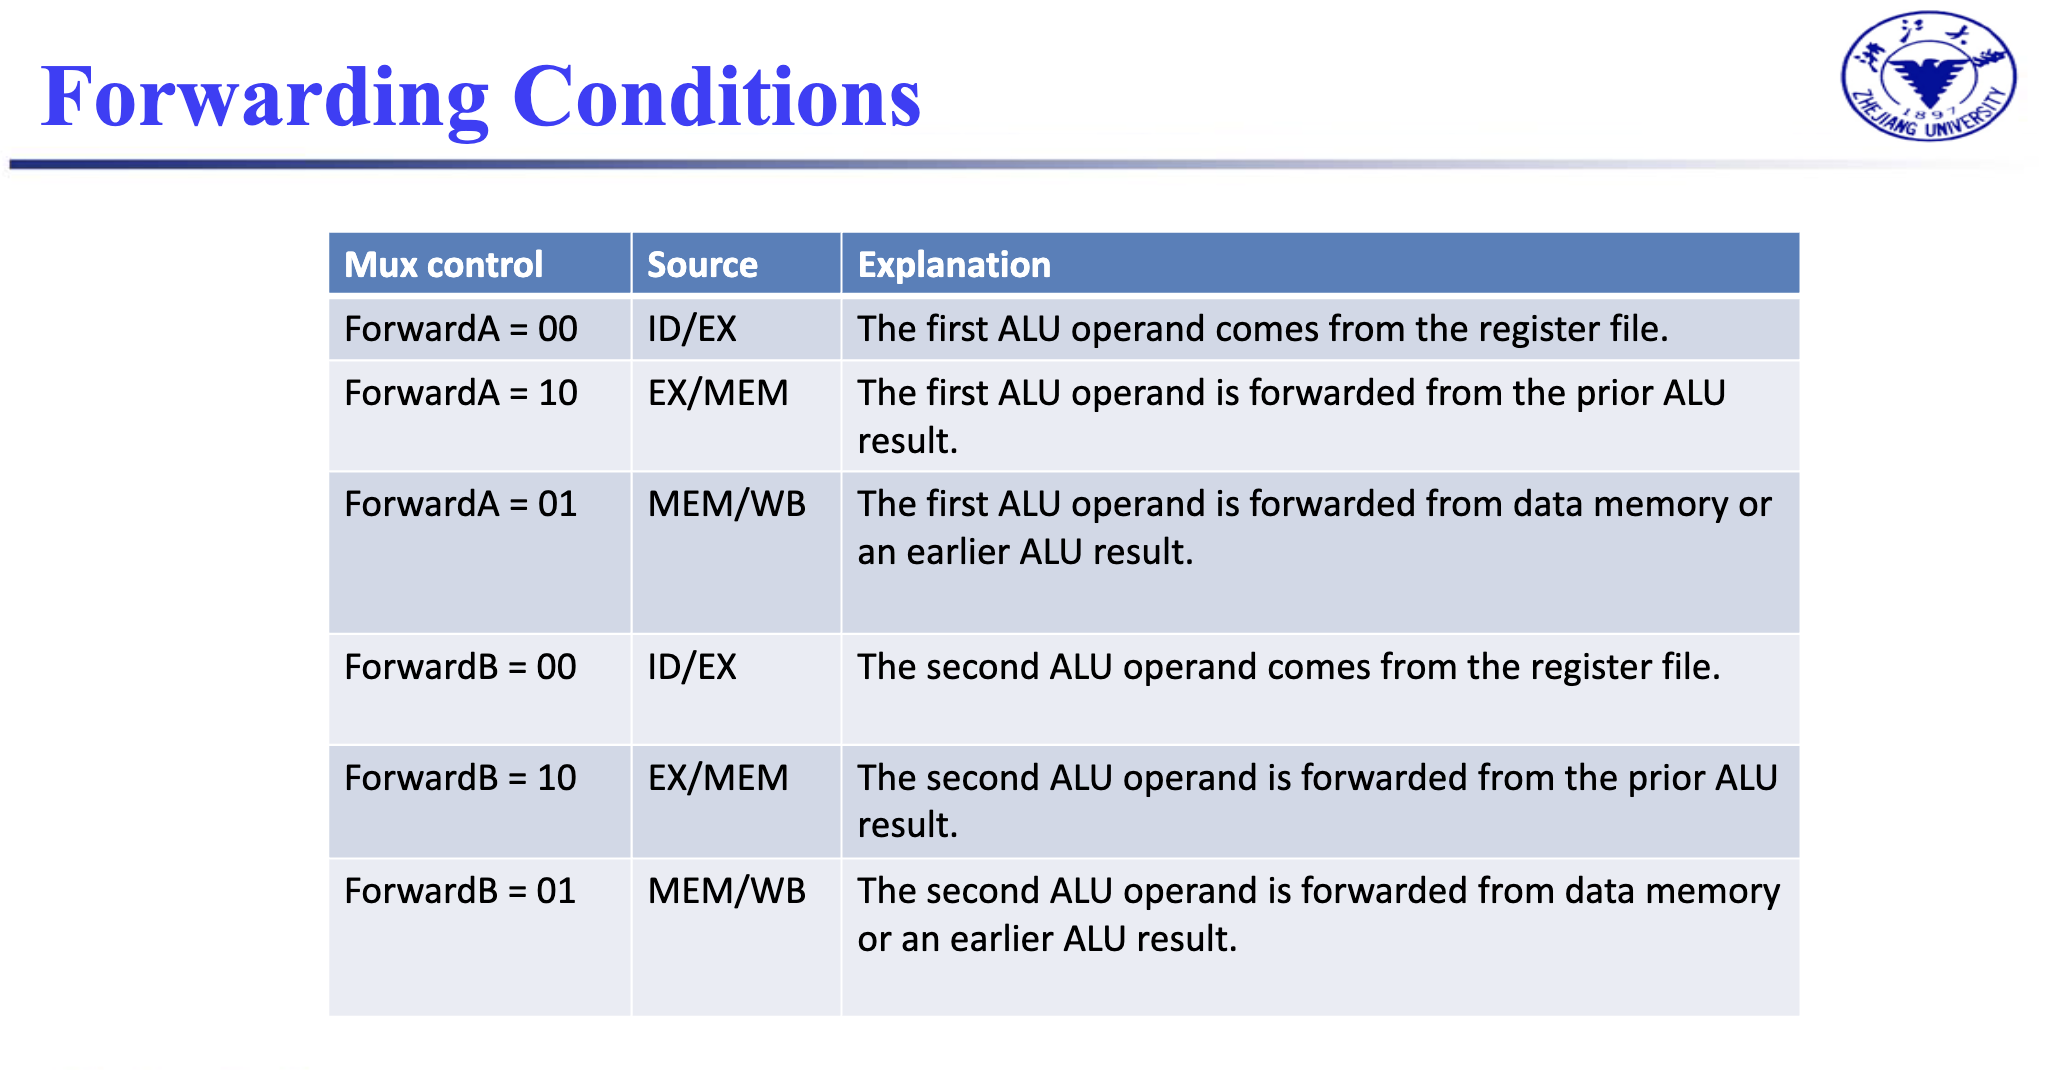 Forwarding Conditions
浙江大學
ZHEJIANG UNIVERSITY
1897
Mux control Source Explanation
ForwardA = 00 ID/EX The first ALU operand comes from the register file.
ForwardA = 10 EX/MEM The first ALU operand is forwarded from the prior ALU
result.
ForwardA = 01 MEM/WB The first ALU operand is forwarded from data memory or
an earlier ALU result.
ForwardB = 00 ID/EX The second ALU operand comes from the register file.
ForwardB = 10 EX/MEM The second ALU operand is forwarded from the prior ALU
result.
ForwardB = 01 MEM/WB The second ALU operand is forwarded from data memory
or an earlier ALU result.